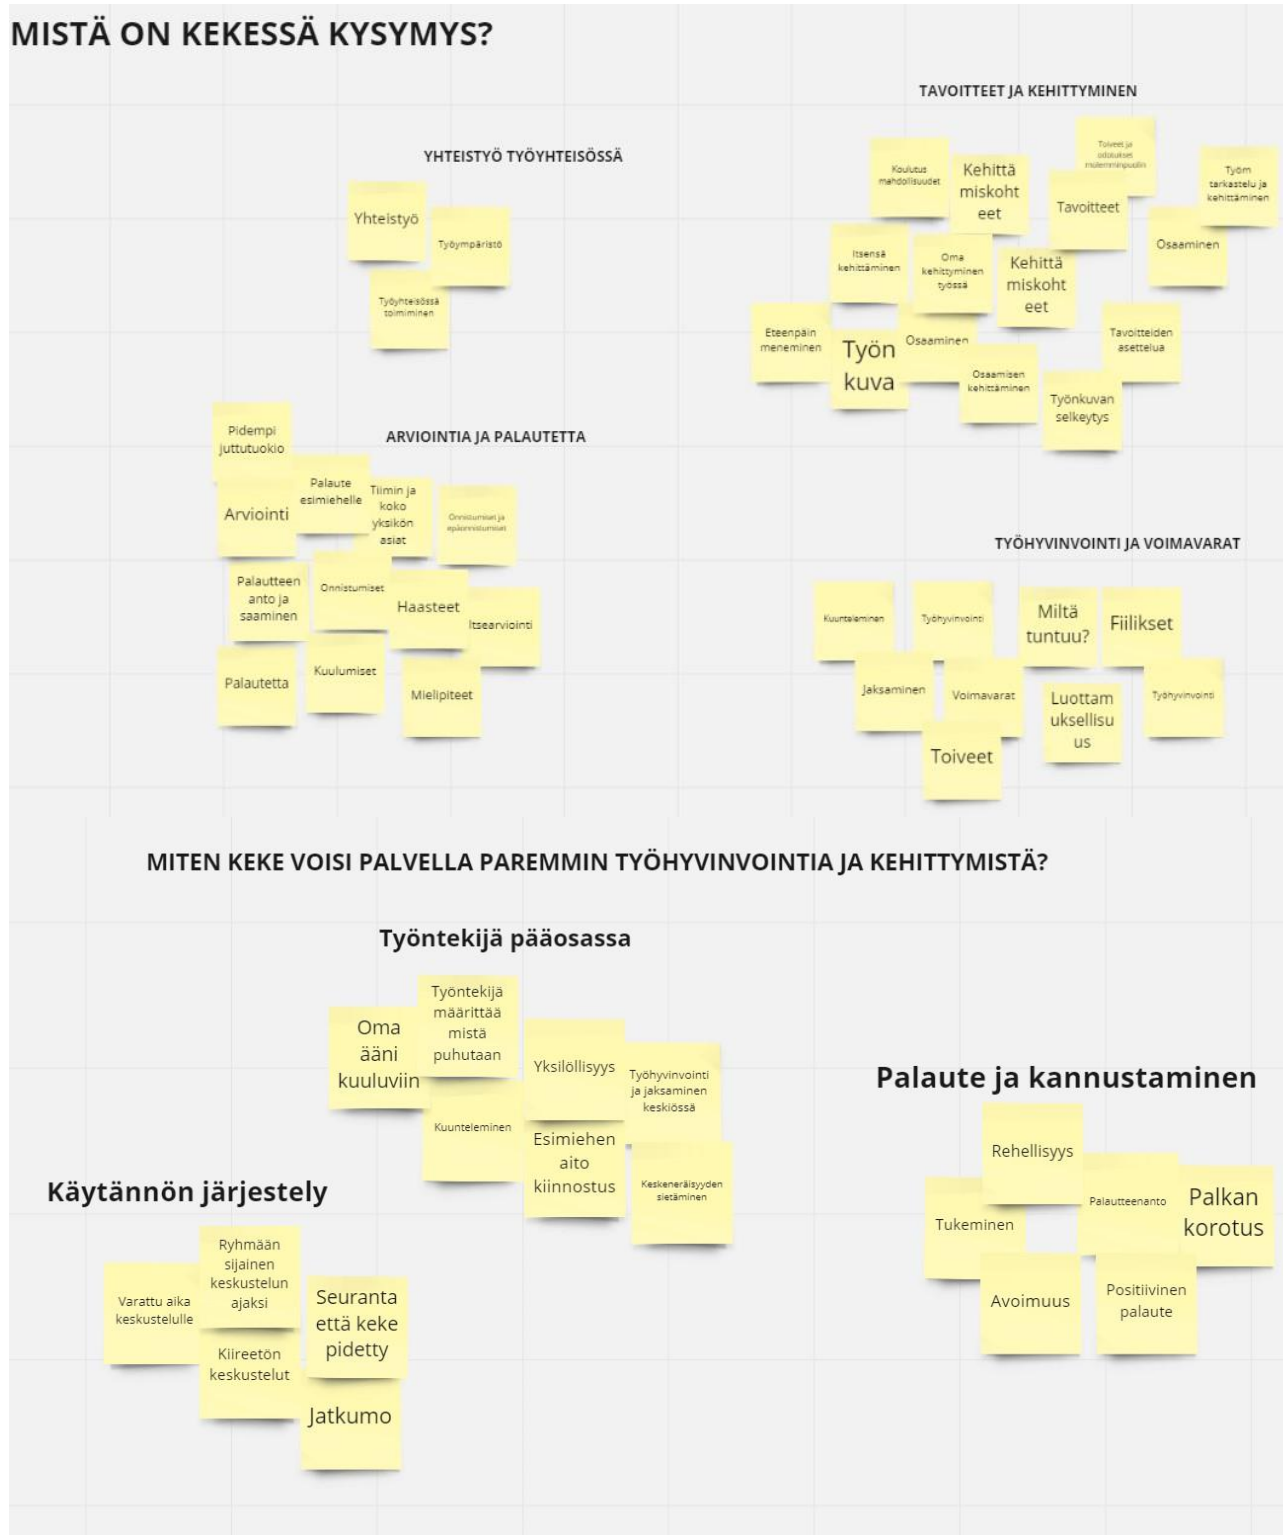 MISTÄ ON KEKESSÄ KYSYMYS?
YHTEISTYÖ TYÖYHTEISÖSSÄ
Yhteistyö
Työympäristö
Työyhteisössä
toimiminen
TAVOITTEET JA KEHITTYMINEN
Koulutus
mahdollisuudet
Kehittä
miskoht
eet
Toiveet ja
odotukset
molemminpuolin
Tavoitteet
Työm
tarkastelu ja
kehittäminen
Osaaminen
Itsensä
kehittäminen
Oma
kehittyminen
työssä
Kehittä
miskoht
eet
Eteenpäin
meneminen
Työn
kuva
Osaaminen
Osaamisen
kehittäminen
Tavoitteiden
asettelua
Työnkuvan
selkeytys
ARVIOINTIA JA PALAUTETTA
Pidempi
juttutuokio
Arviointi
Palaute
esimiehelle
Tiimin ja
koko
yksikön
asiat
Onnistumiset ja
epäonnistumiset
Palautteen
anto ja
saaminen
Onnistumiset
Haasteet
Itsearviointi
Palautetta
Kuulumiset
Mielipiteet
TYÖHYVINVOINTI JA VOIMAVARAT
Kuunteleminen
Työhyvinvointi
Miltä
tuntuu?
Fiilikset
Jaksaminen
Voimavarat
Luottam
uksellisu
us
Työhyvinvointi
Toiveet
MITEN KEKE VOISI PALVELLA PAREMMIN TYÖHYVINVOINTIA JA KEHITTYMISTÄ?
Työntekijä pääosassa
Oma
ääni
kuuluviin
Työntekijä
määrittää
mistä
puhutaan
Yksilöllisyys
Työhyvinvointi
ja jaksaminen
keskiössä
Kuunteleminen
Esimiehen
aito
kiinnostus
Keskeneräisyyden
sietäminen
Käytännön järjestely
Varattu aika
keskustelulle
Ryhmään
sijainen
keskustelun
ajaksi
Seuranta
että keke
pidetty
Kiireetön
keskustelut
Jatkumo
Palaute ja kannustaminen
Rehellisyys
Tukeminen
Palautteenanto
Palkan
korotus
Avoimuus
Positiivinen
palaute